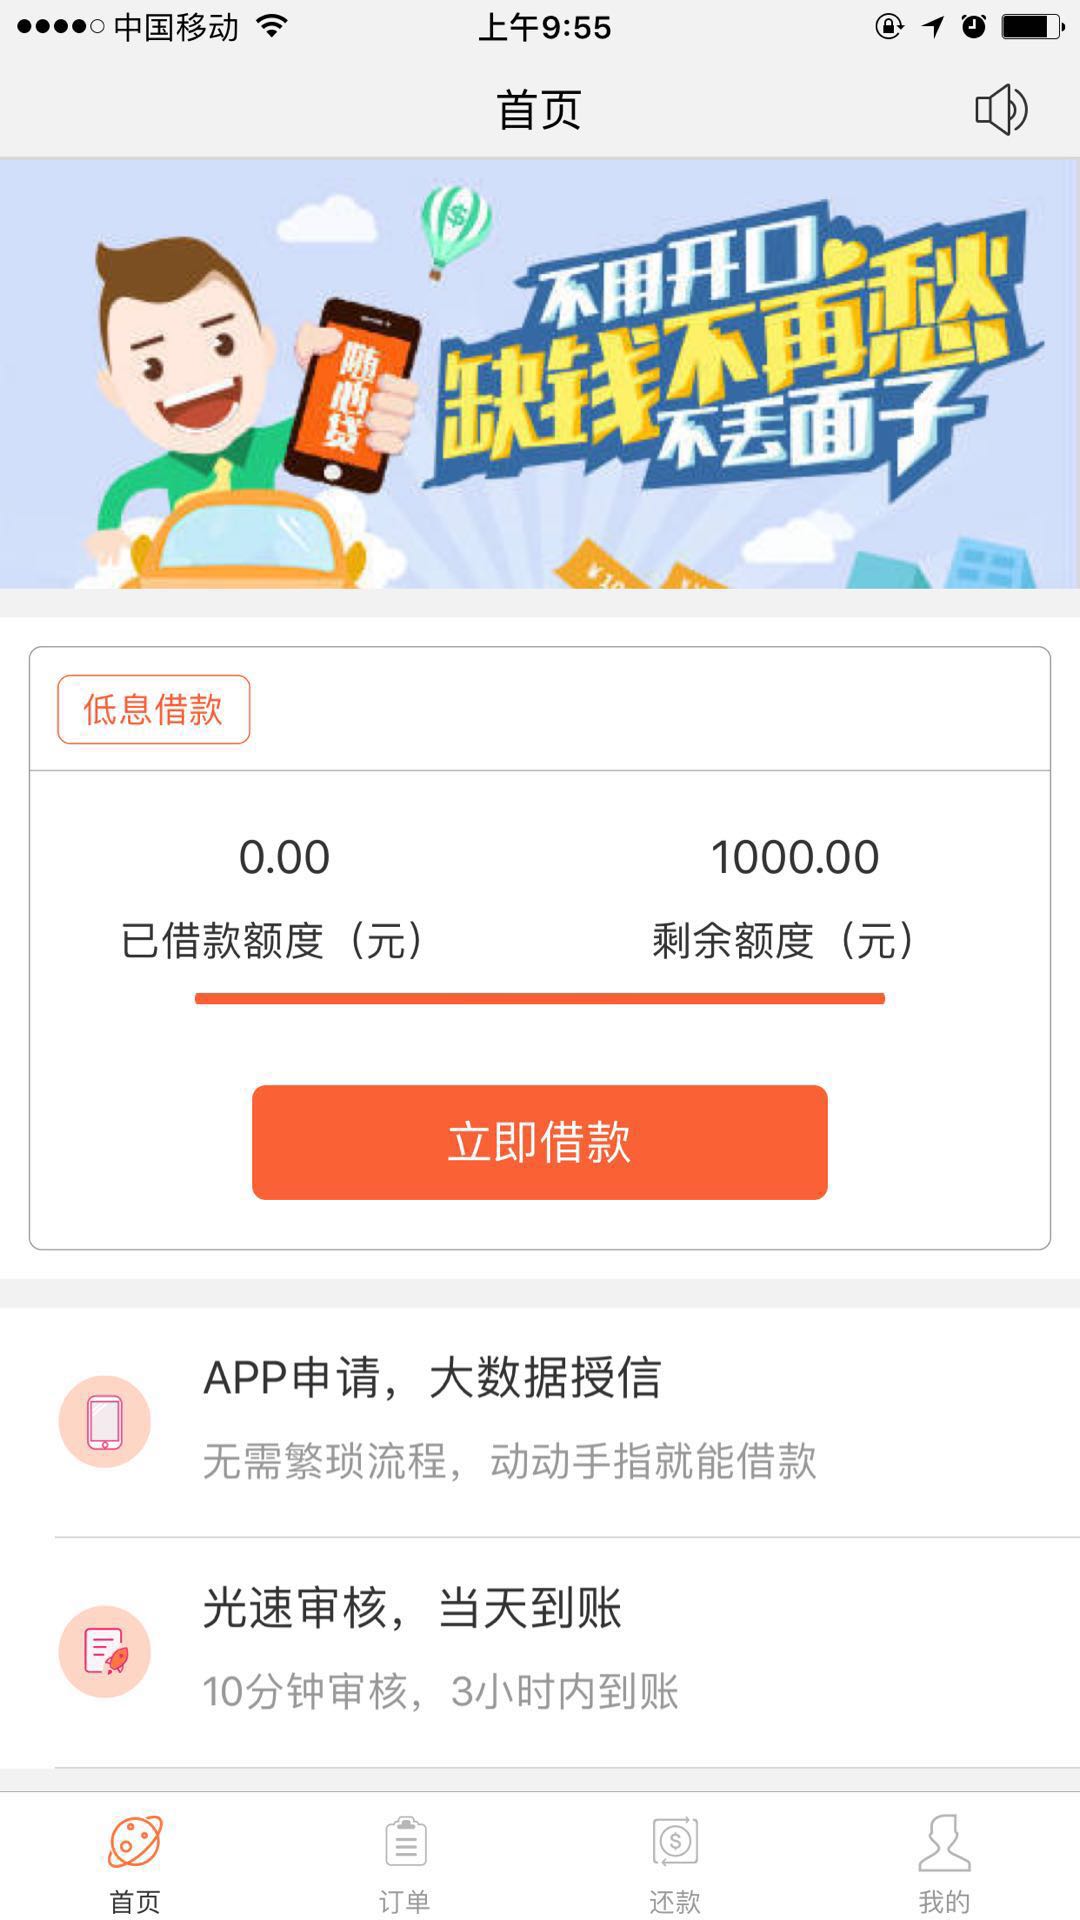 中国移动
上午9:55
首页
不用开口
缺钱不再愁
不丢面子
随心贷
低息借款
0.00
1000.00
已借款额度（元）
剩余额度（元）
立即借款
APP申请，大数据授信
无需繁琐流程，动动手指就能借款
光速审核，当天到账
10分钟审核，3小时内到账
首页
订单
还款
我的